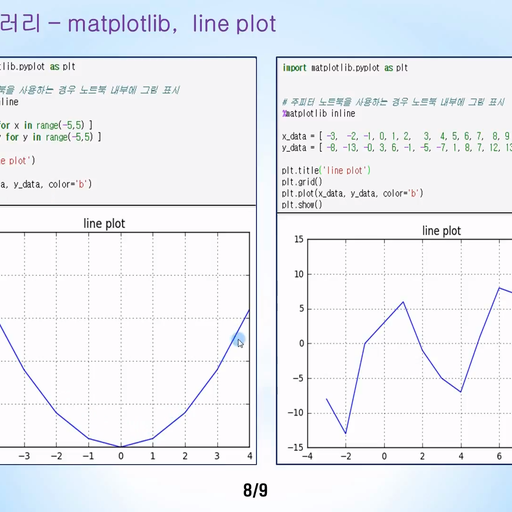 러리 – matplotlib, line plot
tlib.pyplot as plt
북을 사용하는 경우 노트북 내부에 그림 표시
line
for x in range(-5,5) ]
y for y in range(-5,5) ]
e plot')
a, y_data, color='b')
line plot
−3 −2 −1 0 1 2 3 4
import matplotlib.pyplot as plt
# 주피터 노트북을 사용하는 경우 노트북 내부에 그림 표시
%matplotlib inline
x_data = [ -3, -2, -1, 0, 1, 2, 3, 4, 5, 6, 7, 8, 9
y_data = [ -8, -13, -0, 3, 6, -1, -5, -7, 1, 8, 7, 12, 13
plt.title('line plot')
plt.grid()
plt.plot(x_data, y_data, color='b')
plt.show()
line plot
15
10
5
0
−5
−10
−15
−4 −2 0 2 4 6
8/9